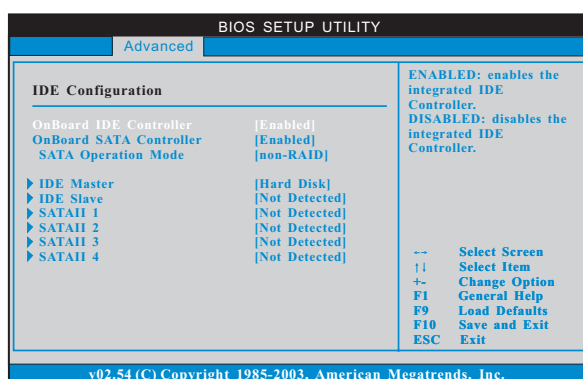 BIOS SETUP UTILITY
Advanced
IDE Configuration
OnBoard IDE Controller [Enabled]
OnBoard SATA Controller [Enabled]
SATA Operation Mode [non-RAID]
IDE Master [Hard Disk]
IDE Slave [Not Detected]
SATAII 1 [Not Detected]
SATAII 2 [Not Detected]
SATAII 3 [Not Detected]
SATAII 4 [Not Detected]
ENABLED: enables the
integrated IDE
Controller.
DISABLED: disables the
integrated IDE
Controller.
↔ Select Screen
↑↓ Select Item
+- Change Option
F1 General Help
F9 Load Defaults
F10 Save and Exit
ESC Exit
v02.54 (C) Copyright 1985-2003, American Megatrends, Inc.